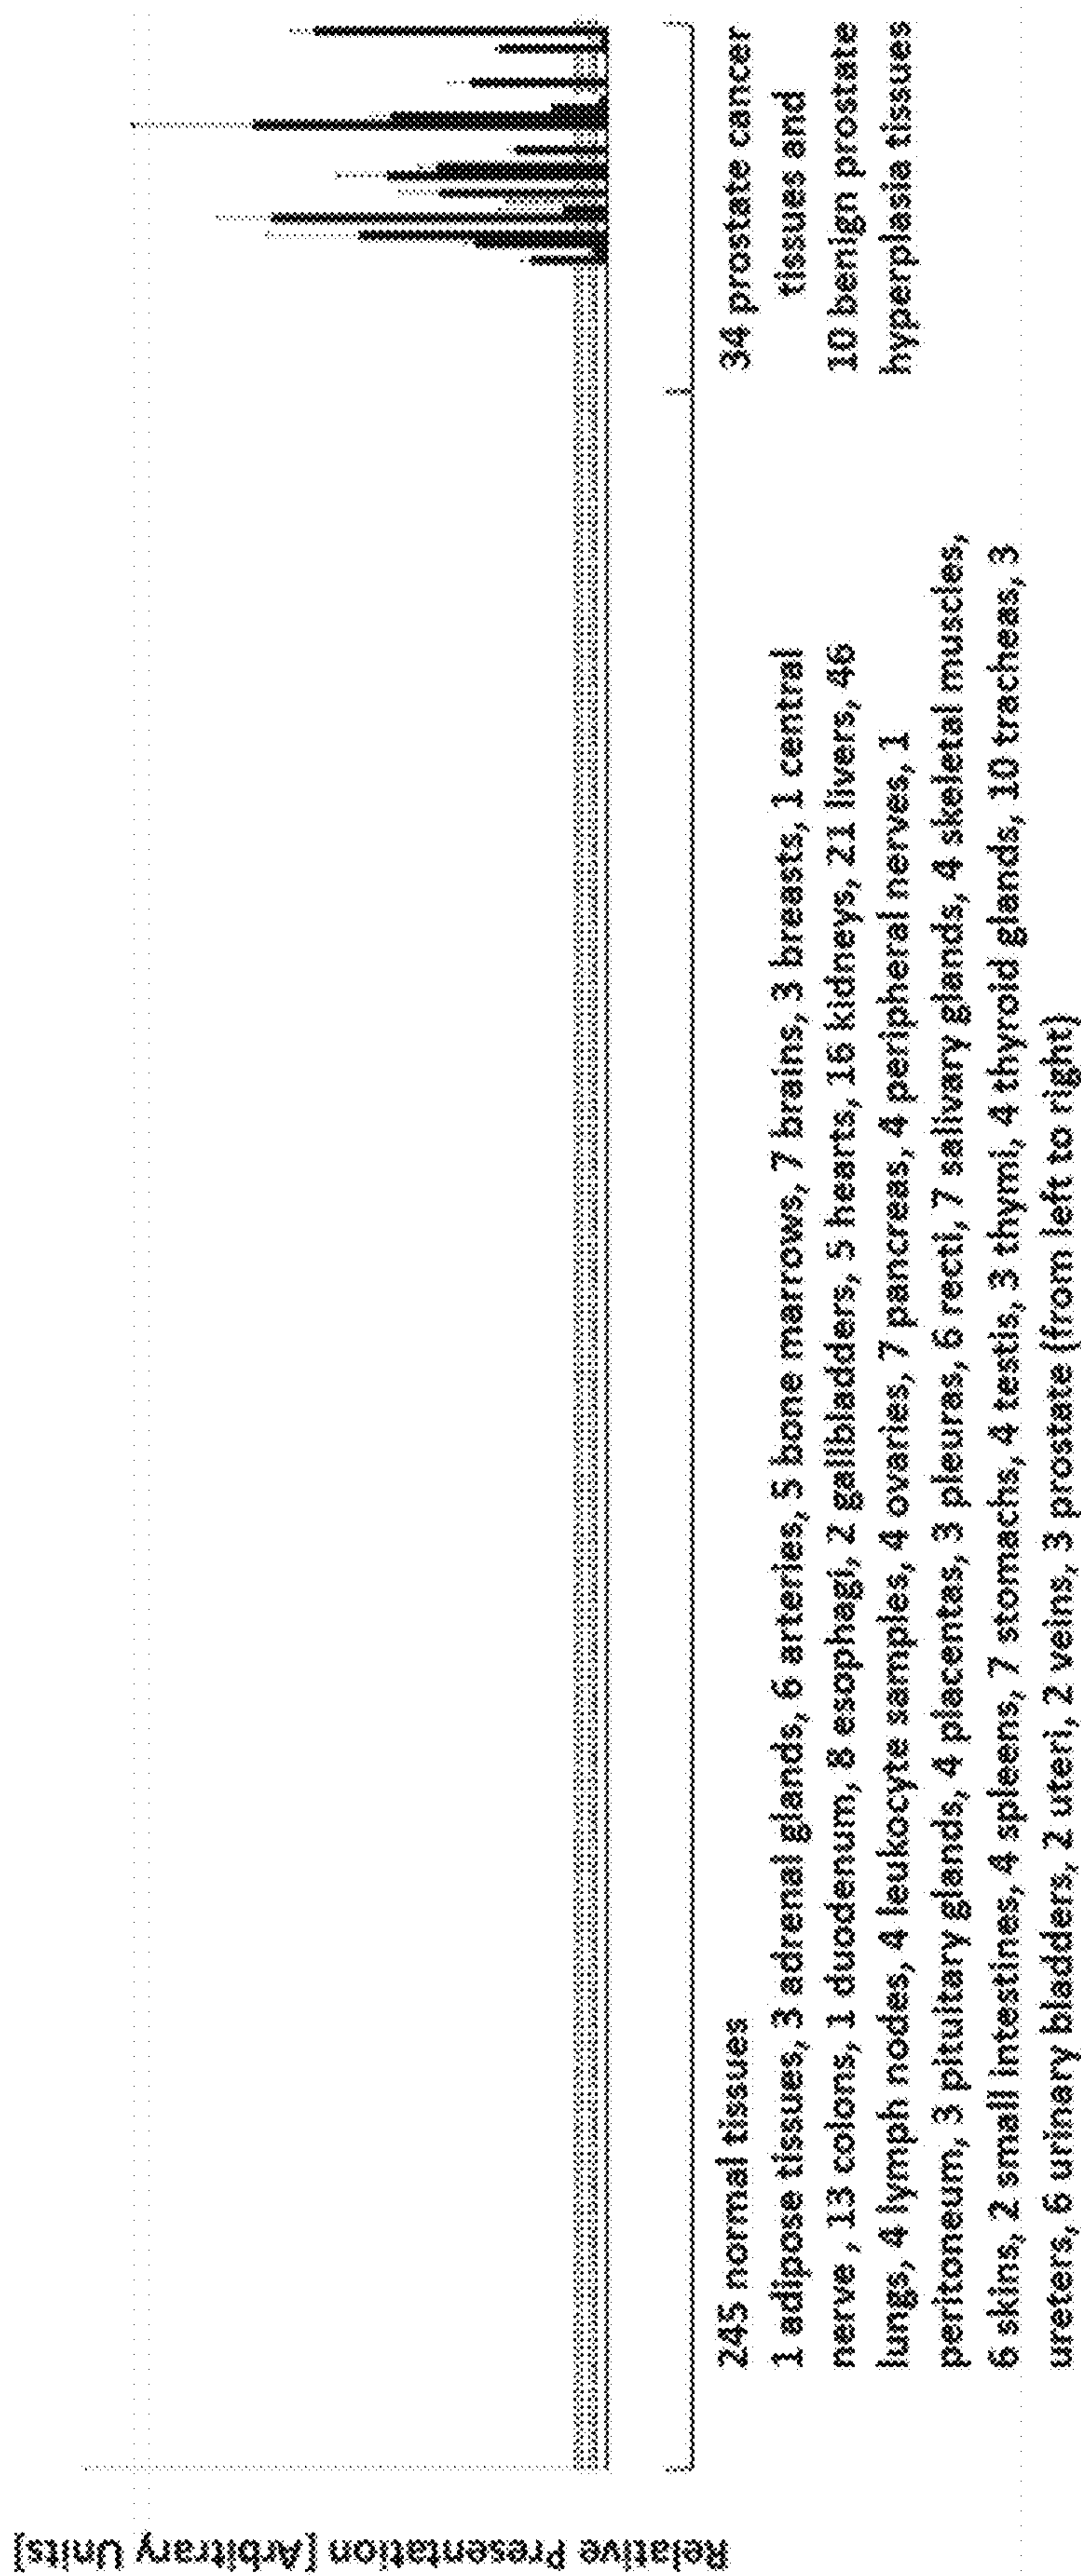 Relative Presentation [Arbitrary Units]
245 normal tissues
1 adipose tissues, 3 adrenal glands, 6 arteries, 5 bone marrows, 7 brains, 3 breasts, 1 central
nerve , 13 colons, 1 duodenum, 8 esophagi, 2 gallbladders, 5 hearts, 16 kidneys, 21 livers, 46
lungs, 4 lymph nodes, 4 leukocyte samples, 4 ovaries, 7 pancreas, 4 peripheral nerves, 1
peritoneum, 3 pituitary glands, 4 placentas, 3 pleuras, 6 recti, 7 salivary glands, 4 skeletal muscles,
6 skins, 2 small intestines, 4 spleens, 7 stomachs, 4 testis, 3 thymi, 4 thyroid glands, 10 tracheas, 3
ureters, 6 urinary bladders, 2 uteri, 2 veins, 3 prostate (from left to right)
34 prostate cancer
tissues and
10 benign prostate
hyperplasia tissues